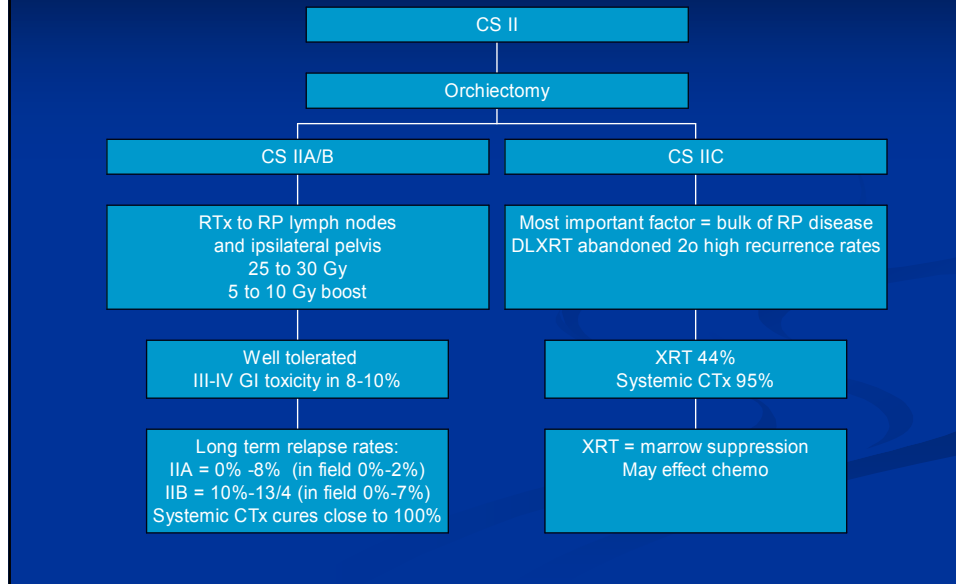 CS II
Orchiectomy
CS IIA/B
RTx to RP lymph nodes
and ipsilateral pelvis
25 to 30 Gy
5 to 10 Gy boost
Well tolerated
III-IV GI toxicity in 8-10%
Long term relapse rates:
IIA = 0% -8% (in field 0%-2%)
IIB = 10%-13/4 (in field 0%-7%)
Systemic CTx cures close to 100%
CS IIC
Most important factor = bulk of RP disease
DLXRT abandoned 2o high recurrence rates
XRT 44%
Systemic CTx 95%
XRT = marrow suppression
May effect chemo